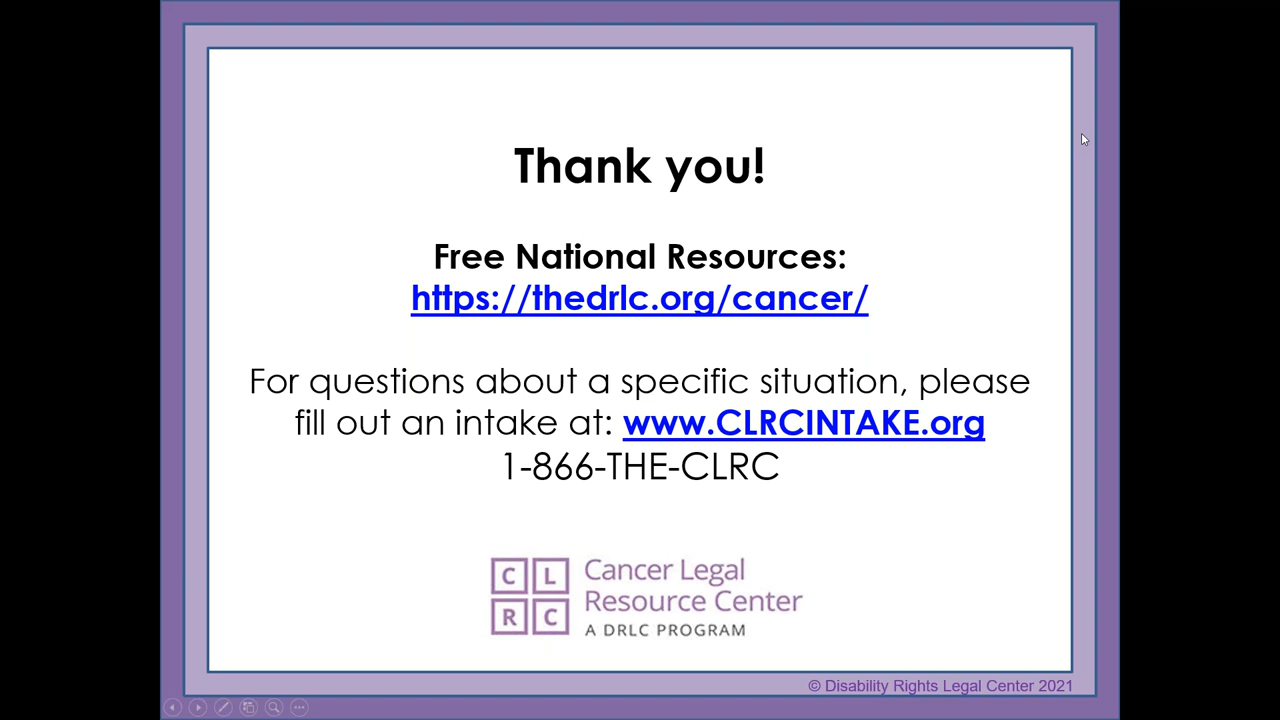 Thank you!
Free National Resources:
https://thedrlc.org/cancer/
For questions about a specific situation, please
fill out an intake at: www.CLRCINTAKE.org
1-866-THE-CLRC
C L
R C
Cancer Legal
Resource Center
A DRLC PROGRAM
© Disability Rights Legal Center 2021